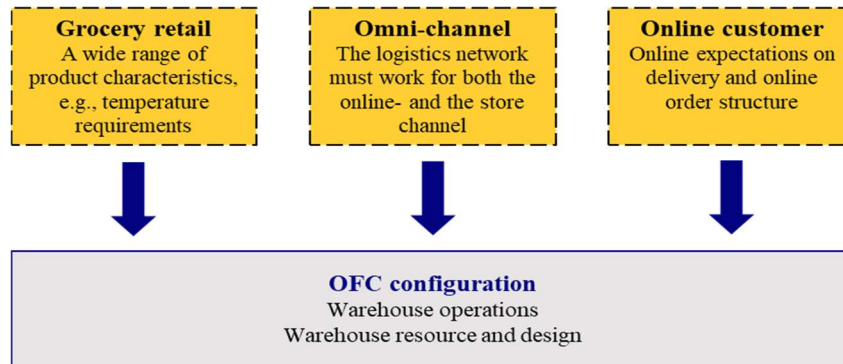 Grocery retail
A wide range of
product characteristics,
e.g., temperature
requirements
Omni-channel
The logistics network
must work for both the
online- and the store
channel
Online customer
Online expectations on
delivery and online
order structure
OFC configuration
Warehouse operations
Warehouse resource and design